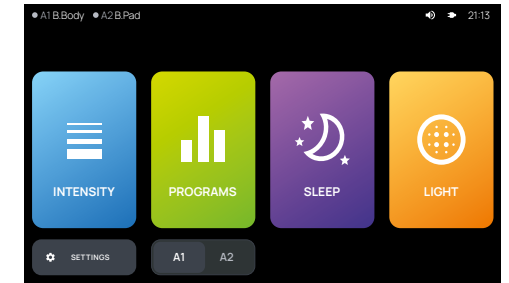 A1 B.Body A2 B.Pad 21:13
INTENSITY PROGRAMS SLEEP LIGHT
SETTINGS A1 A2